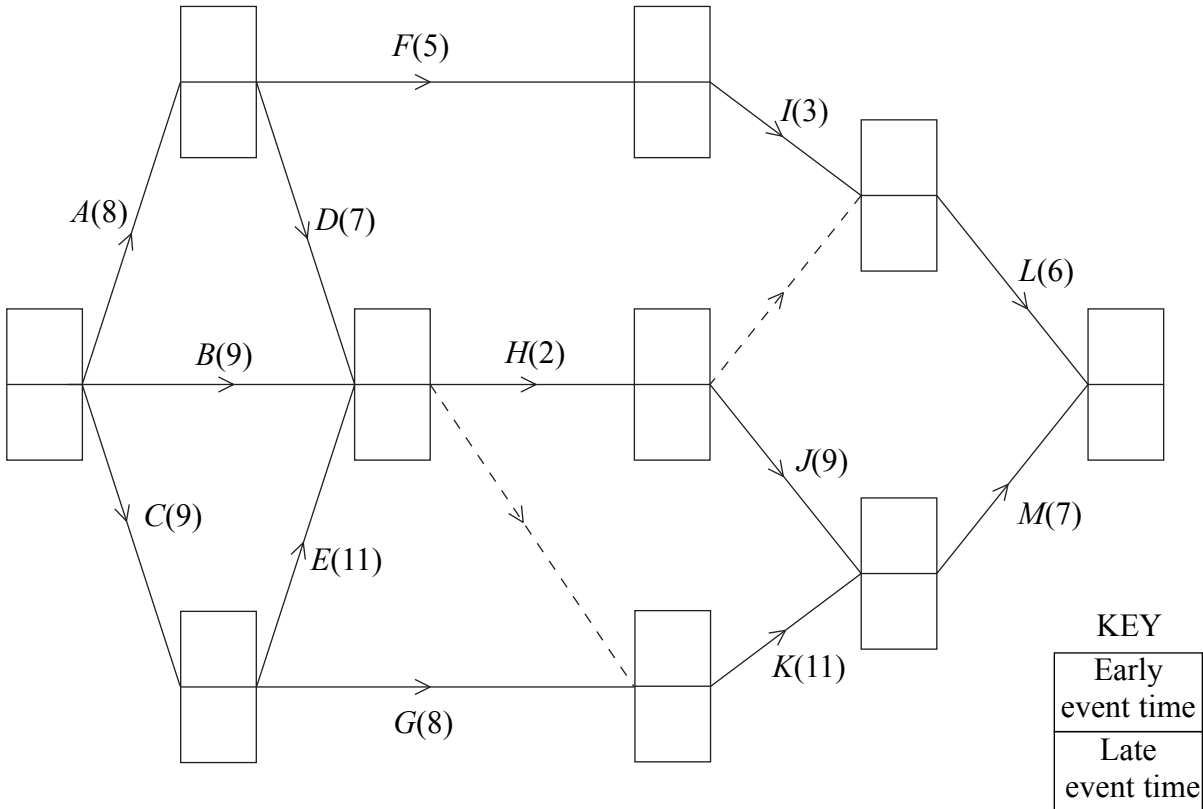 F(5)
I(3)
A(8)
D(7)
L(6)
B(9)
H(2)
J(9)
C(9)
E(11)
M(7)
K(11)
G(8)
KEY
Early
event time
Late
event time